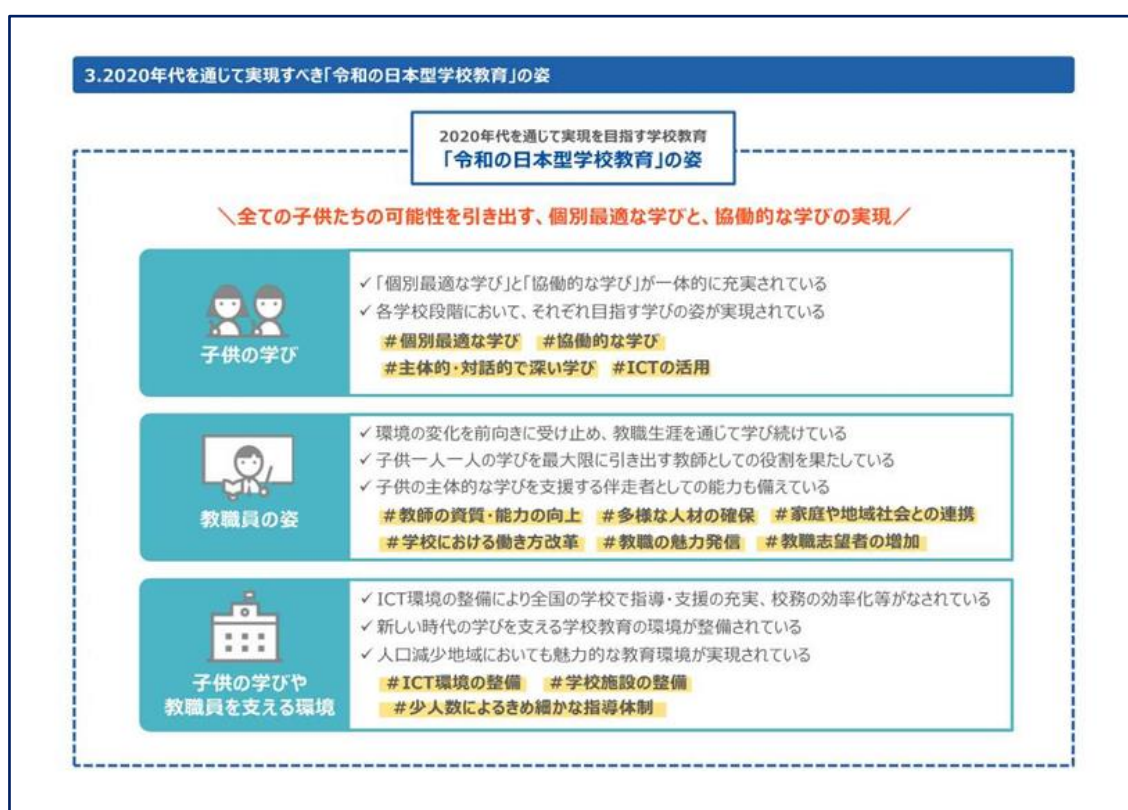 3.2020年代を通じて実現すべき「令和の日本型学校教育」の姿
2020年代を通じて実現を目指す学校教育
「令和の日本型学校教育」の姿
＼全ての子供たちの可能性を引き出す、個別最適な学びと、協働的な学びの実現／
子供の学び
✓「個別最適な学び」と「協働的な学び」が一体的に充実されている
✓各学校段階において、それぞれ目指す学びの姿が実現されている
＃個別最適な学び ＃協働的な学び
＃主体的・対話的で深い学び ＃ICTの活用
教職員の姿
✓環境の変化を前向きに受け止め、教職生涯を通じて学び続けている
✓子供一人一人の学びを最大限に引き出す教師としての役割を果たしている
✓子供の主体的な学びを支援する伴走者としての能力も備えている
＃教師の資質・能力の向上 ＃多様な人材の確保 ＃家庭や地域社会との連携
＃学校における働き方改革 ＃教職の魅力発信 ＃教職志望者の増加
子供の学びや
教職員を支える環境
✓ICT環境の整備により全国の学校で指導・支援の充実、校務の効率化等がなされている
✓新しい時代の学びを支える学校教育の環境が整備されている
✓人口減少地域においても魅力的な教育環境が実現されている
＃ICT環境の整備 ＃学校施設の整備
＃少人数によるきめ細かな指導体制